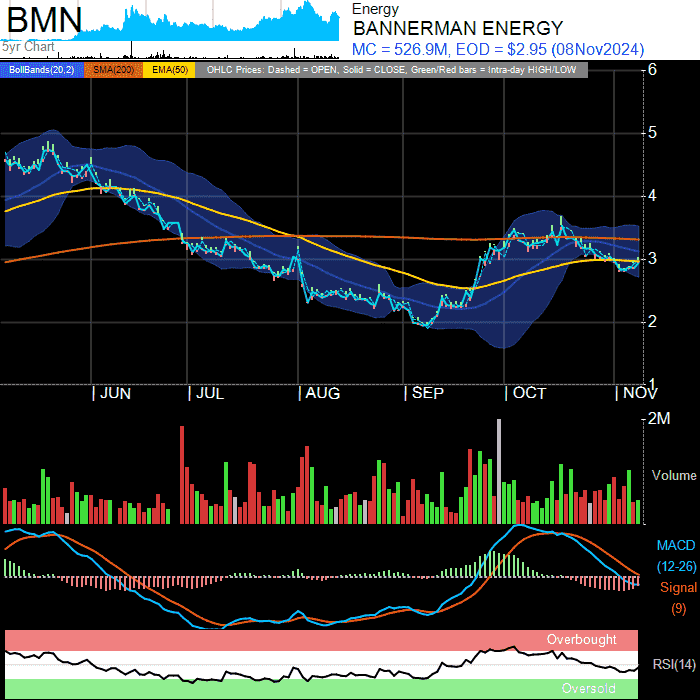 BMN
5yr Chart
Energy
BANNERMAN ENERGY
MC = 526.9M, EOD = $2.95 (08Nov2024)
BollBands(20,2) SMA(200) EMA(50) OHLC Prices: Dashed = OPEN, Solid = CLOSE, Green/Red bars = Intra-day HIGH/LOW
6
5
4
3
2
1
| JUN | JUL | AUG | SEP | OCT | NOV
2M
Volume
MACD
(12-26)
Signal
(9)
Overbought
RSI(14)
Oversold